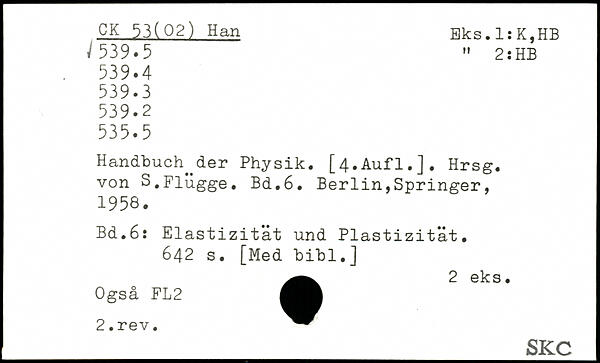 CK 53(02) Han
Eks.1:K,HB
539.5
" 2:HB
539.4
539.3
539.2
535.5
Handbuch der Physik. [4.Aufl.]. Hrsg.
von S.Flügge. Bd.6. Berlin,Springer,
1958.
Bd.6: Elastizität und Plastizität.
642 s. [Med bibl.]
2 eks.
Også FL2
2.rev.
SKC